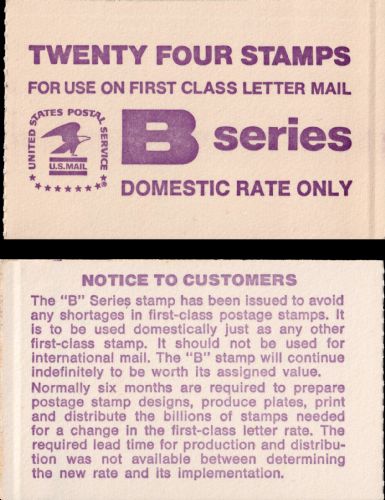 TWENTY FOUR STAMPS
FOR USE ON FIRST CLASS LETTER MAIL
UNITED STATES POSTAL SERVICE
U.S.MAIL
B series
DOMESTIC RATE ONLY
NOTICE TO CUSTOMERS
The "B" Series stamp has been issued to avoid
any shortages in first-class postage stamps. It
is to be used domestically just as any other
first-class stamp. It should not be used for
international mail. The "B" stamp will continue
indefinitely to be worth its assigned value.
Normally six months are required to prepare
postage stamp designs, produce plates, print
and distribute the billions of stamps needed
for a change in the first-class letter rate. The
required lead time for production and distribu-
tion was not available between determining
the new rate and its implementation.